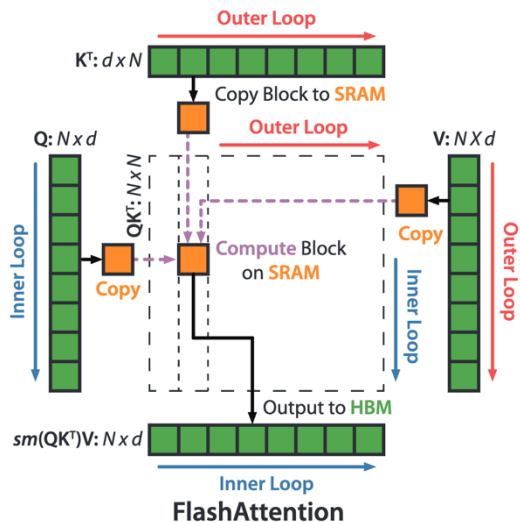 Outer Loop
Kᵀ: d x N
Copy Block to SRAM
Outer Loop
Q: N x d
V: N X d
QKᵀ: N x N
Inner Loop
Copy
Compute Block
on SRAM
Copy
Inner Loop
Outer Loop
Output to HBM
sm(QKᵀ)V: N x d
Inner Loop
FlashAttention